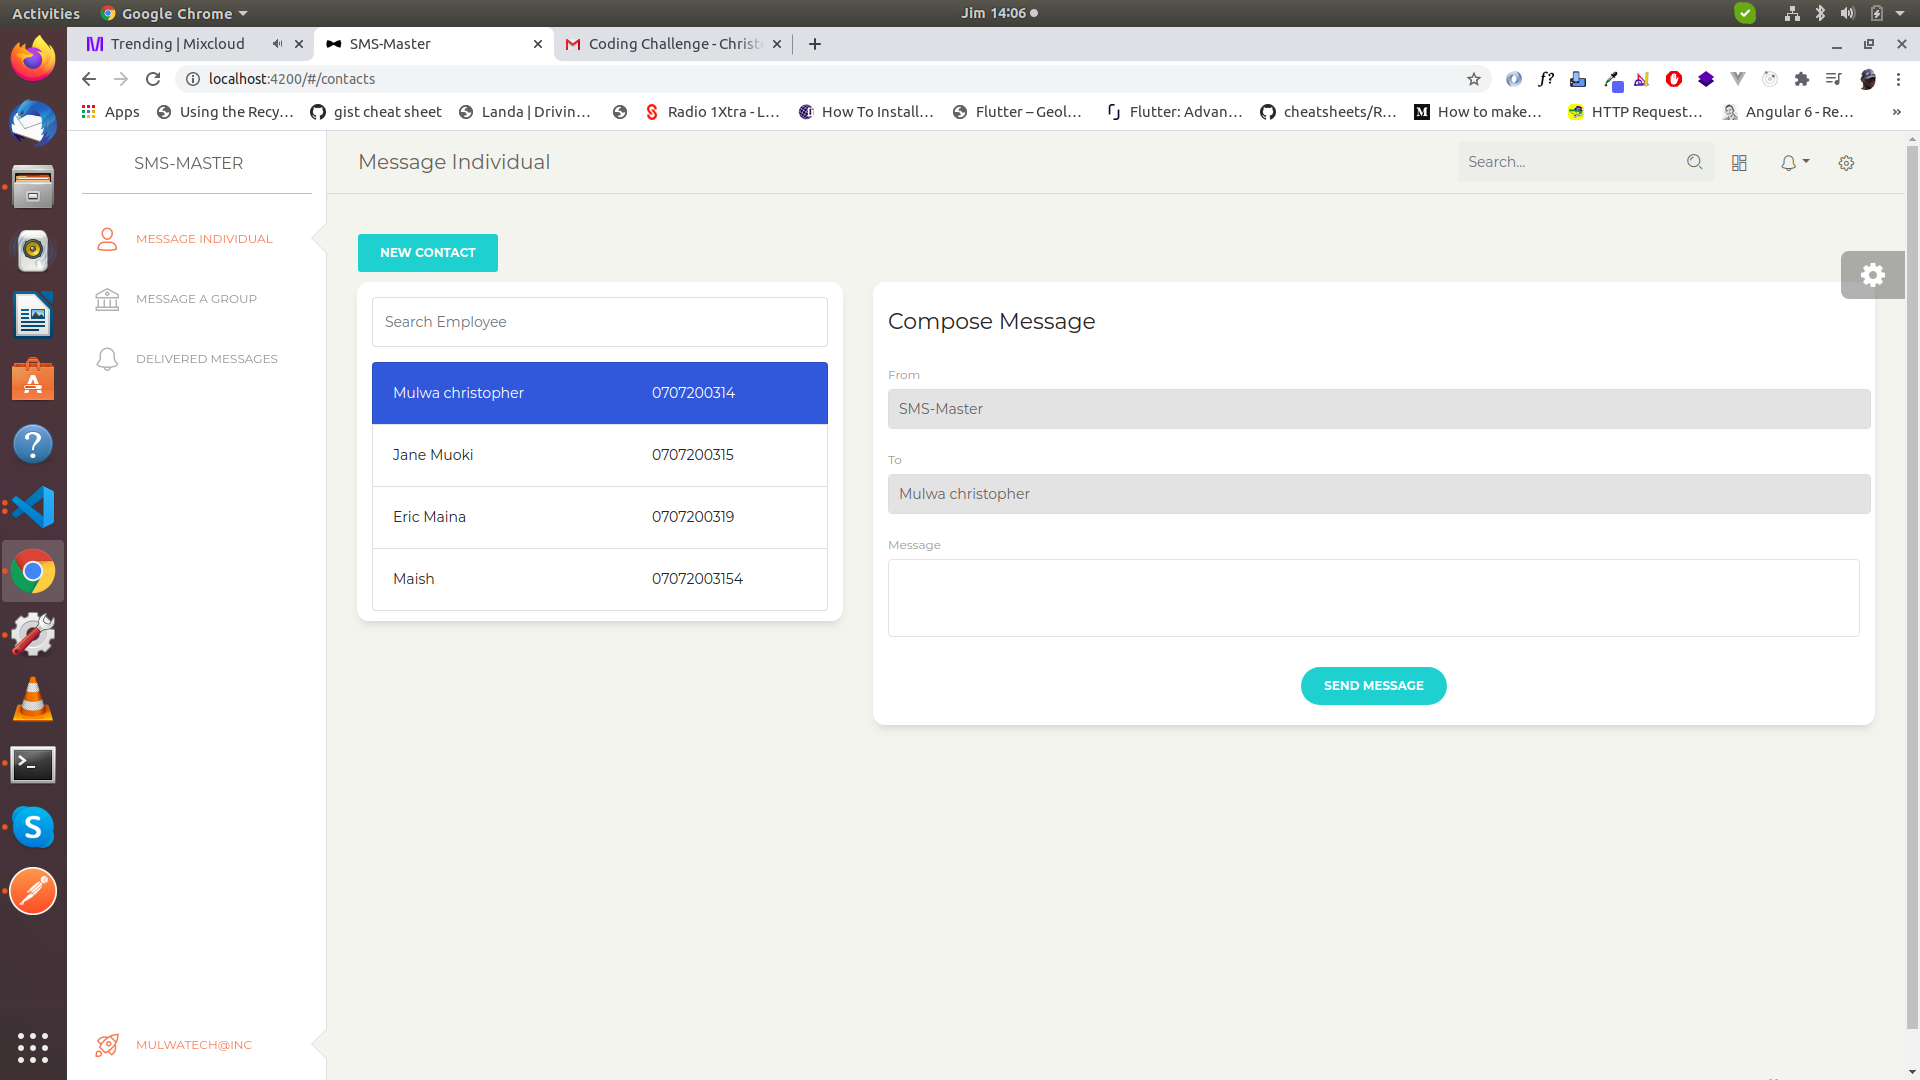 Activities Google Chrome Jim 14:06
Trending | Mixcloud SMS-Master Coding Challenge - Christ
localhost:4200/#/contacts
Apps Using the Recy… gist cheat sheet Landa | Drivin… Radio 1Xtra - L… How To Install… Flutter – Geol… Flutter: Advan… cheatsheets/R… How to make… HTTP Request… Angular 6 - Re… »
SMS-MASTER
MESSAGE INDIVIDUAL
MESSAGE A GROUP
DELIVERED MESSAGES
MULWATECH@INC
Message Individual
Search...
NEW CONTACT
Search Employee
Mulwa christopher 0707200314
Jane Muoki 0707200315
Eric Maina 0707200319
Maish 07072003154
Compose Message
From
SMS-Master
To
Mulwa christopher
Message
SEND MESSAGE